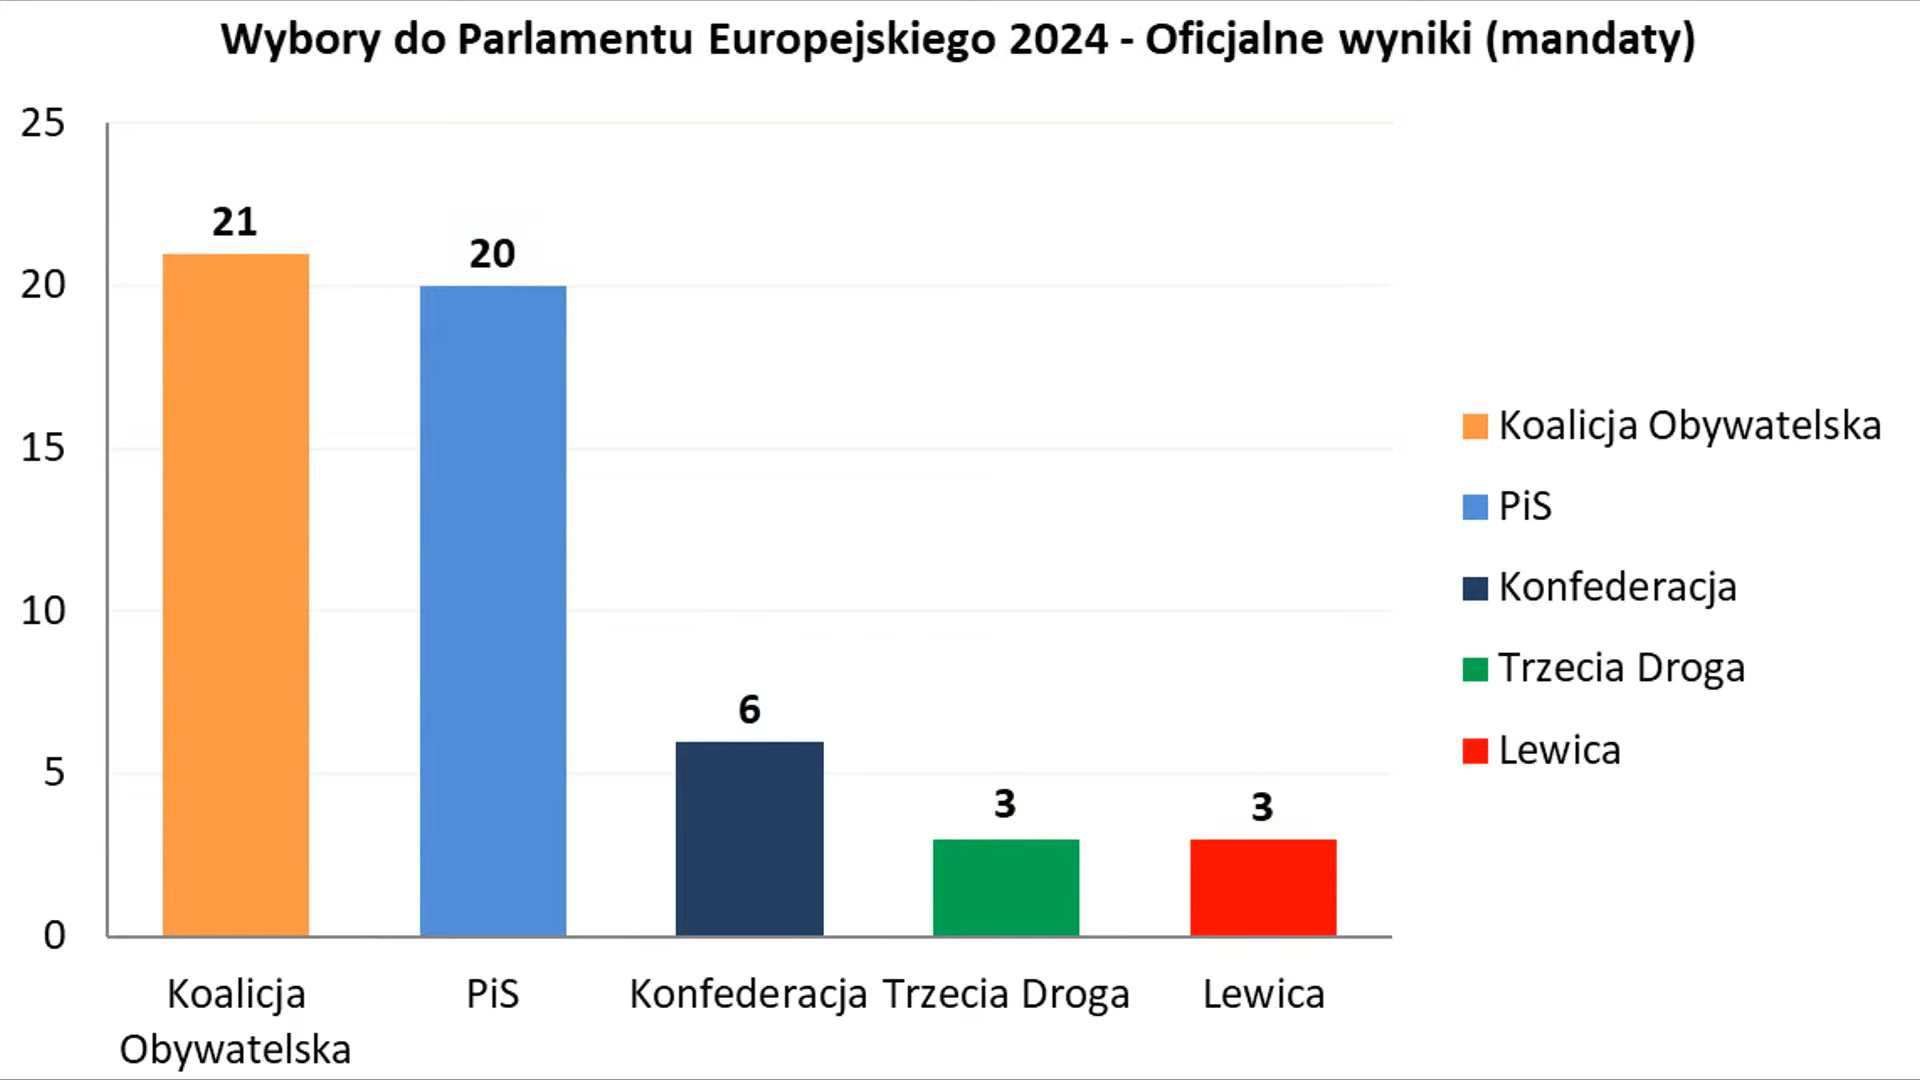 Wybory do Parlamentu Europejskiego 2024 - Oficjalne wyniki (mandaty)
25
20
15
10
5
0
21
20
6
3
3
Koalicja
Obywatelska
PiS
Konfederacja
Trzecia Droga
Lewica
Koalicja Obywatelska
PiS
Konfederacja
Trzecia Droga
Lewica